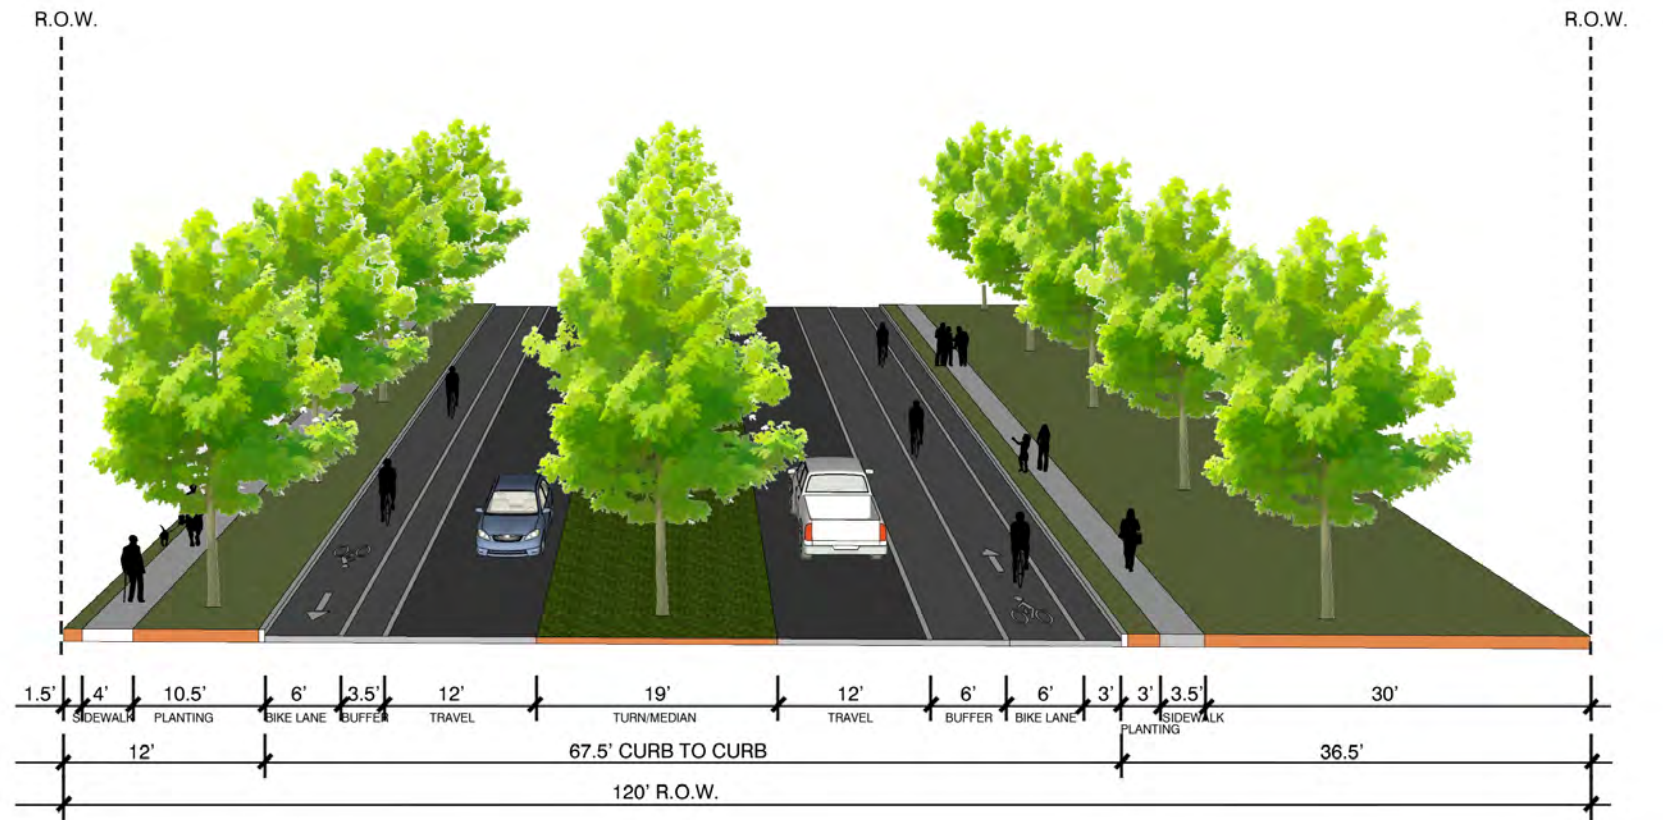 R.O.W. R.O.W.
1.5' 4' 10.5' 6' 3.5' 12' 19' 12' 6' 6' 3' 3' 3.5' 30'
SIDEWALK PLANTING BIKE LANE BUFFER TRAVEL TURN/MEDIAN TRAVEL BUFFER BIKE LANE SIDEWALK
PLANTING
12' 67.5' CURB TO CURB 36.5'
120' R.O.W.